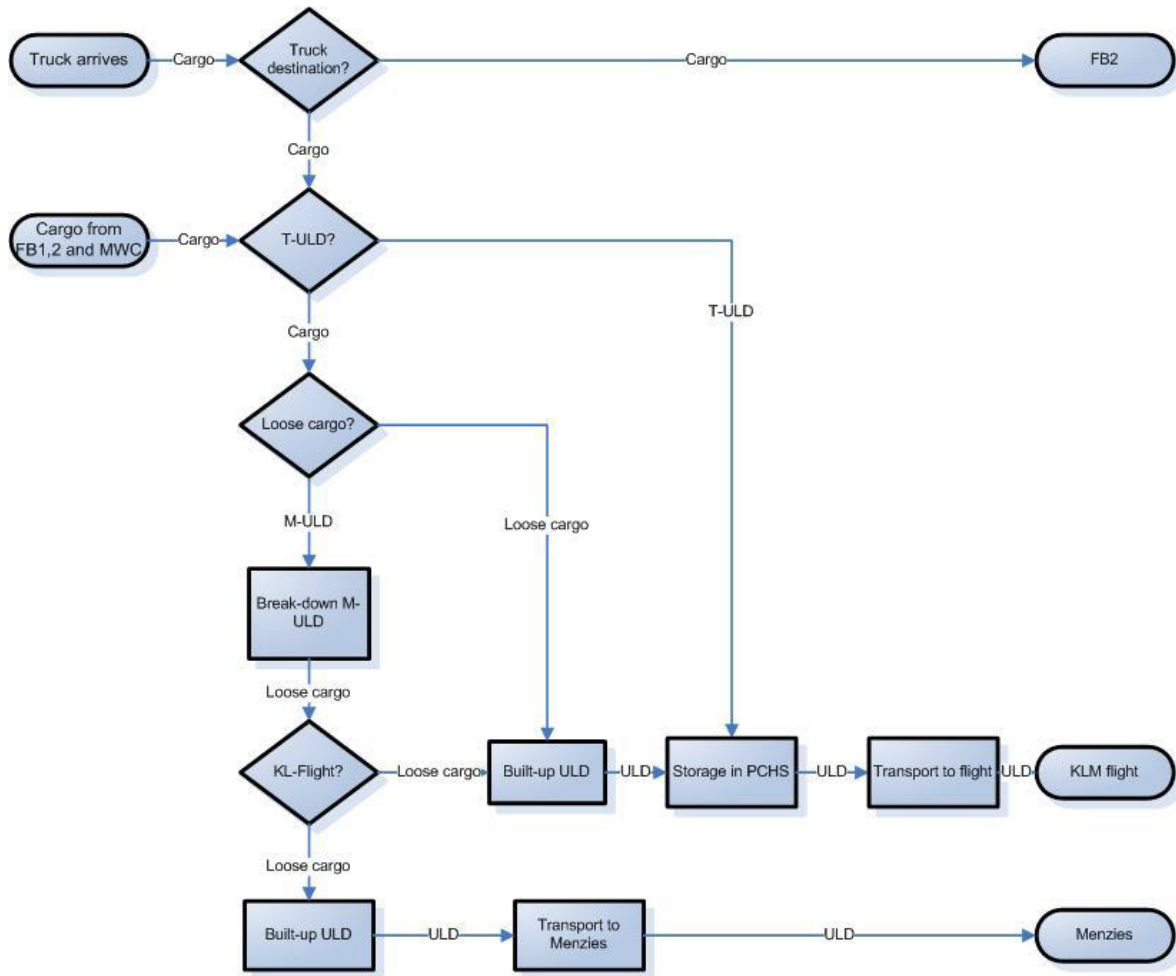 Truck arrives
Cargo
Truck
destination?
Cargo
FB2
Cargo
Cargo from
FB1,2 and MWC
Cargo
T-ULD?
T-ULD
Cargo
Loose cargo?
M-ULD
Loose cargo
Break-down M-
ULD
Loose cargo
KL-Flight?
Loose cargo
Built-up ULD
ULD
Storage in PCHS
ULD
Transport to flight
ULD
KLM flight
Loose cargo
Built-up ULD
ULD
Transport to
Menzies
ULD
Menzies